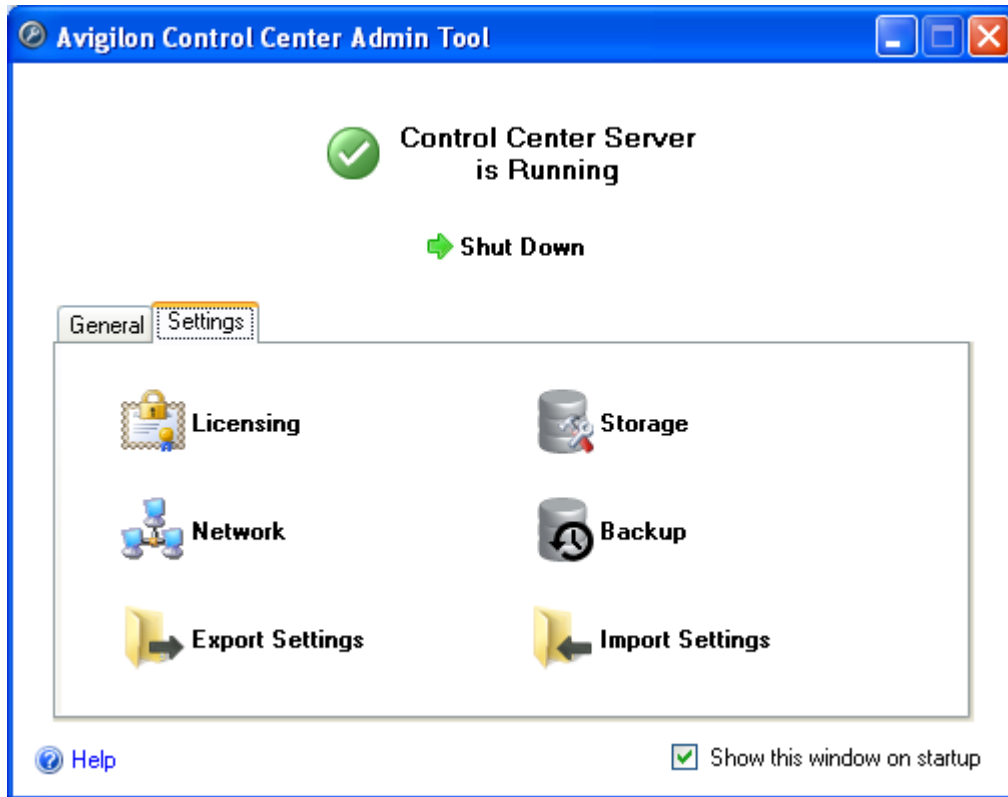 Avigilon Control Center Admin Tool
Control Center Server
is Running
Shut Down
General
Settings
Licensing
Storage
Network
Backup
Export Settings
Import Settings
Help
Show this window on startup